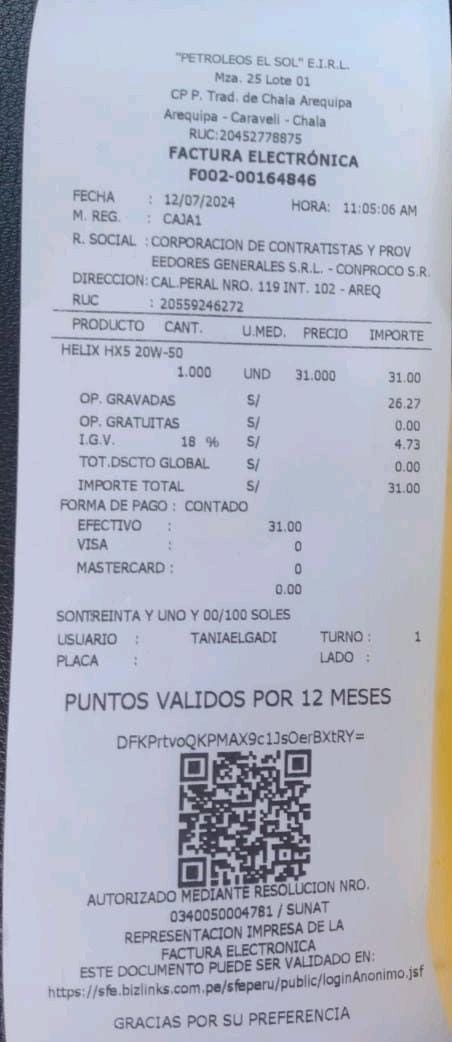 "PETROLEOS EL SOL" E.I.R.L.
Mza. 25 Lote 01
CP P. Trad. de Chala Arequipa
Arequipa - Caraveli - Chala
RUC:20452778875
FACTURA ELECTRÓNICA
F002-00164846
FECHA : 12/07/2024 HORA: 11:05:06 AM
M. REG. : CAJA1
R. SOCIAL : CORPORACION DE CONTRATISTAS Y PROV
EEDORES GENERALES S.R.L. - CONPROCO S.R.
DIRECCION: CAL.PERAL NRO. 119 INT. 102 - AREQ
RUC : 20559246272
PRODUCTO CANT. U.MED. PRECIO IMPORTE
HELIX HX5 20W-50
1.000 UND 31.000 31.00
OP. GRAVADAS S/ 26.27
OP. GRATUITAS S/ 0.00
I.G.V. 18 % S/ 4.73
TOT.DSCTO GLOBAL S/ 0.00
IMPORTE TOTAL S/ 31.00
FORMA DE PAGO : CONTADO
EFECTIVO : 31.00
VISA : 0
MASTERCARD : 0
0.00
SONTREINTA Y UNO Y 00/100 SOLES
USUARIO : TANIAELGADI TURNO : 1
PLACA : LADO :
PUNTOS VALIDOS POR 12 MESES
DFKPrtvoQKPMAX9c1JsOerBXtRY=
AUTORIZADO MEDIANTE RESOLUCION NRO.
0340050004781 / SUNAT
REPRESENTACION IMPRESA DE LA
FACTURA ELECTRONICA
ESTE DOCUMENTO PUEDE SER VALIDADO EN:
https://sfe.bizlinks.com.pe/sfeperu/public/loginAnonimo.jsf
GRACIAS POR SU PREFERENCIA